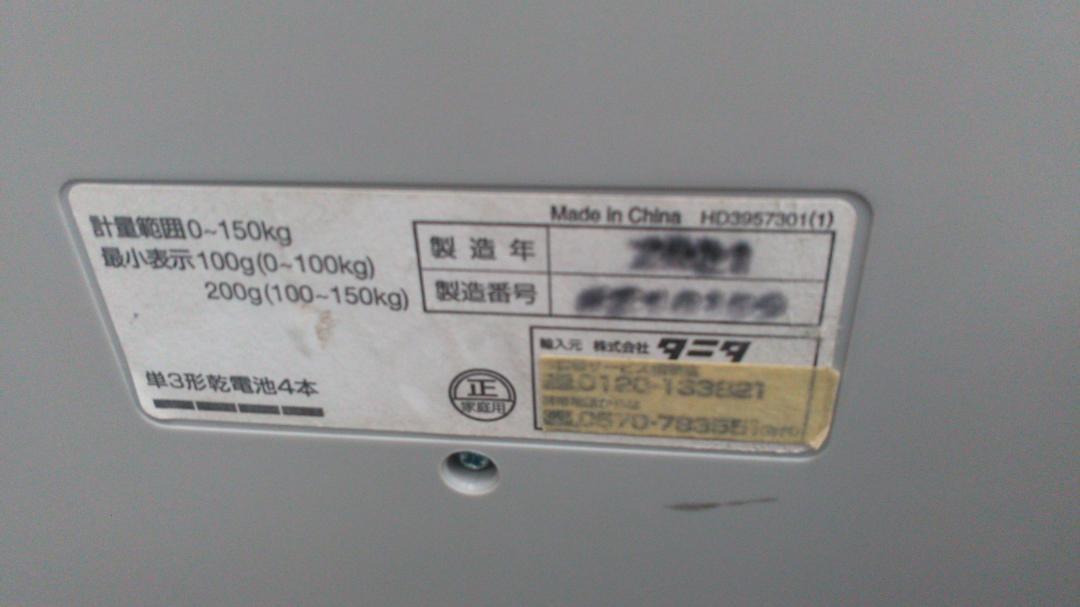 計量範囲0~150kg
最小表示100g(0~100kg)
200g(100~150kg)
単3形乾電池4本
正
家庭用
Made in China HD3957301(1)
製造年
製造番号
輸入元 株式会社 タニタ
0120-133821